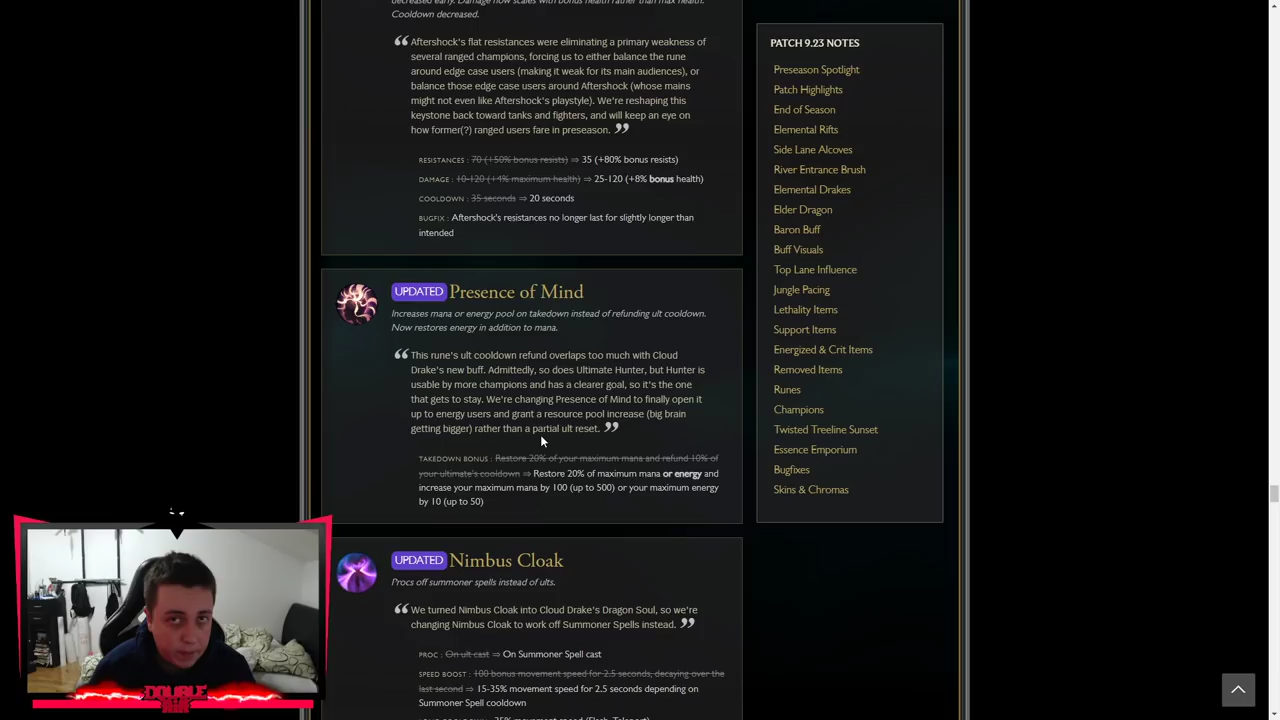 decreased early. Damage now scales with bonus health rather than max health.
Cooldown decreased.
“ Aftershock's flat resistances were eliminating a primary weakness of
several ranged champions, forcing us to either balance the rune
around edge case users (making it weak for its main audiences), or
balance those edge case users around Aftershock (whose mains
might not even like Aftershock's playstyle). We're reshaping this
keystone back toward tanks and fighters, and will keep an eye on
how former(?) ranged users fare in preseason. ”
RESISTANCES : 70 (+50% bonus resists) ⇒ 35 (+80% bonus resists)
DAMAGE : 10-120 (+4% maximum health) ⇒ 25-120 (+8% bonus health)
COOLDOWN : 35 seconds ⇒ 20 seconds
BUGFIX : Aftershock's resistances no longer last for slightly longer than
intended
UPDATED Presence of Mind
Increases mana or energy pool on takedown instead of refunding ult cooldown.
Now restores energy in addition to mana.
“ This rune's ult cooldown refund overlaps too much with Cloud
Drake's new buff. Admittedly, so does Ultimate Hunter, but Hunter is
usable by more champions and has a clearer goal, so it's the one
that gets to stay. We're changing Presence of Mind to finally open it
up to energy users and grant a resource pool increase (big brain
getting bigger) rather than a partial ult reset. ”
TAKEDOWN BONUS : Restore 20% of your maximum mana and refund 10% of
your ultimate's cooldown ⇒ Restore 20% of maximum mana or energy and
increase your maximum mana by 100 (up to 500) or your maximum energy
by 10 (up to 50)
UPDATED Nimbus Cloak
Procs off summoner spells instead of ults.
“ We turned Nimbus Cloak into Cloud Drake's Dragon Soul, so we're
changing Nimbus Cloak to work off Summoner Spells instead. ”
PROC : On ult cast ⇒ On Summoner Spell cast
SPEED BOOST : 100 bonus movement speed for 2.5 seconds, decaying over the
last second ⇒ 15-35% movement speed for 2.5 seconds depending on
Summoner Spell cooldown
PATCH 9.23 NOTES
Preseason Spotlight
Patch Highlights
End of Season
Elemental Rifts
Side Lane Alcoves
River Entrance Brush
Elemental Drakes
Elder Dragon
Baron Buff
Buff Visuals
Top Lane Influence
Jungle Pacing
Lethality Items
Support Items
Energized & Crit Items
Removed Items
Runes
Champions
Twisted Treeline Sunset
Essence Emporium
Bugfixes
Skins & Chromas
DOUBLE